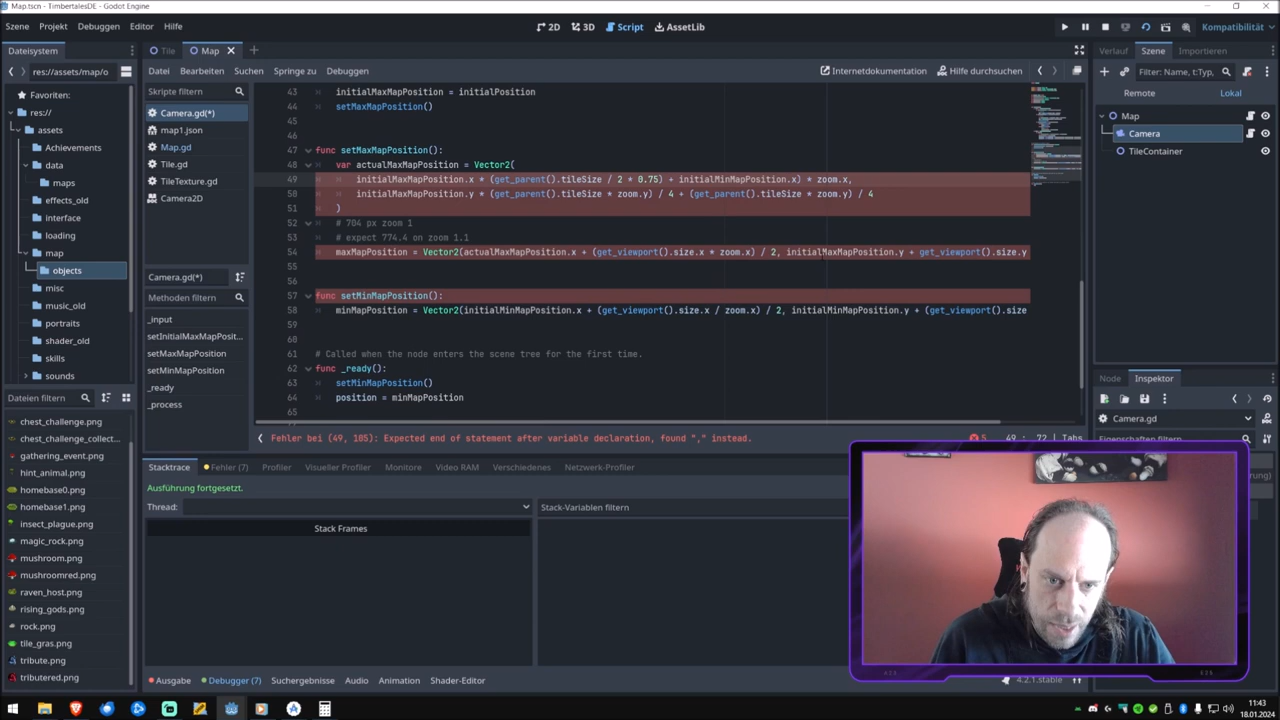 Map.tscn - TimbertalesDE - Godot Engine
Szene Projekt Debuggen Editor Hilfe
2D 3D Script AssetLib
Kompatibilität
Dateisystem
Tile Map
Verlauf Szene Importieren
res://assets/map/o
Datei Bearbeiten Suchen Springe zu Debuggen
Internetdokumentation Hilfe durchsuchen
Filter: Name, t:Typ,
Remote Lokal
Map
Camera
TileContainer
Favoriten:
res://
assets
Achievements
data
maps
effects_old
interface
loading
map
objects
misc
music_old
portraits
shader_old
skills
sounds
Dateien filtern
chest_challenge.png
chest_challenge_collect...
gathering_event.png
hint_animal.png
homebase0.png
homebase1.png
insect_plague.png
magic_rock.png
mushroom.png
mushroomred.png
raven_host.png
rising_gods.png
rock.png
tile_gras.png
tribute.png
tributered.png
Skripte filtern
Camera.gd(*)
map1.json
Map.gd
Tile.gd
TileTexture.gd
Camera2D
Camera.gd(*)
Methoden filtern
_input
setInitialMaxMapPosit...
setMaxMapPosition
setMinMapPosition
_ready
_process
43 initialMaxMapPosition = initialPosition
44 setMaxMapPosition()
45
46
47 func setMaxMapPosition():
48 var actualMaxMapPosition = Vector2(
49 initialMaxMapPosition.x * (get_parent().tileSize / 2 * 0.75) + initialMinMapPosition.x) * zoom.x,
50 initialMaxMapPosition.y * (get_parent().tileSize * zoom.y) / 4 + (get_parent().tileSize * zoom.y) / 4
51 )
52 # 704 px zoom 1
53 # expect 774.4 on zoom 1.1
54 maxMapPosition = Vector2(actualMaxMapPosition.x + (get_viewport().size.x * zoom.x) / 2, initialMaxMapPosition.y + get_viewport().size.y
55
56
57 func setMinMapPosition():
58 minMapPosition = Vector2(initialMinMapPosition.x + (get_viewport().size.x / zoom.x) / 2, initialMinMapPosition.y + (get_viewport().size
59
60
61 # Called when the node enters the scene tree for the first time.
62 func _ready():
63 setMinMapPosition()
64 position = minMapPosition
65
Fehler bei (49, 105): Expected end of statement after variable declaration, found "," instead.
5 49 : 72 Tabs
Stacktrace Fehler (7) Profiler Visueller Profiler Monitore Video RAM Verschiedenes Netzwerk-Profiler
Ausführung fortgesetzt.
Thread:
Stack-Variablen filtern
Stack Frames
Node Inspektor
Camera.gd
Ausgabe Debugger (7) Suchergebnisse Audio Animation Shader-Editor
4.2.1.stable
11:43
18.01.2024